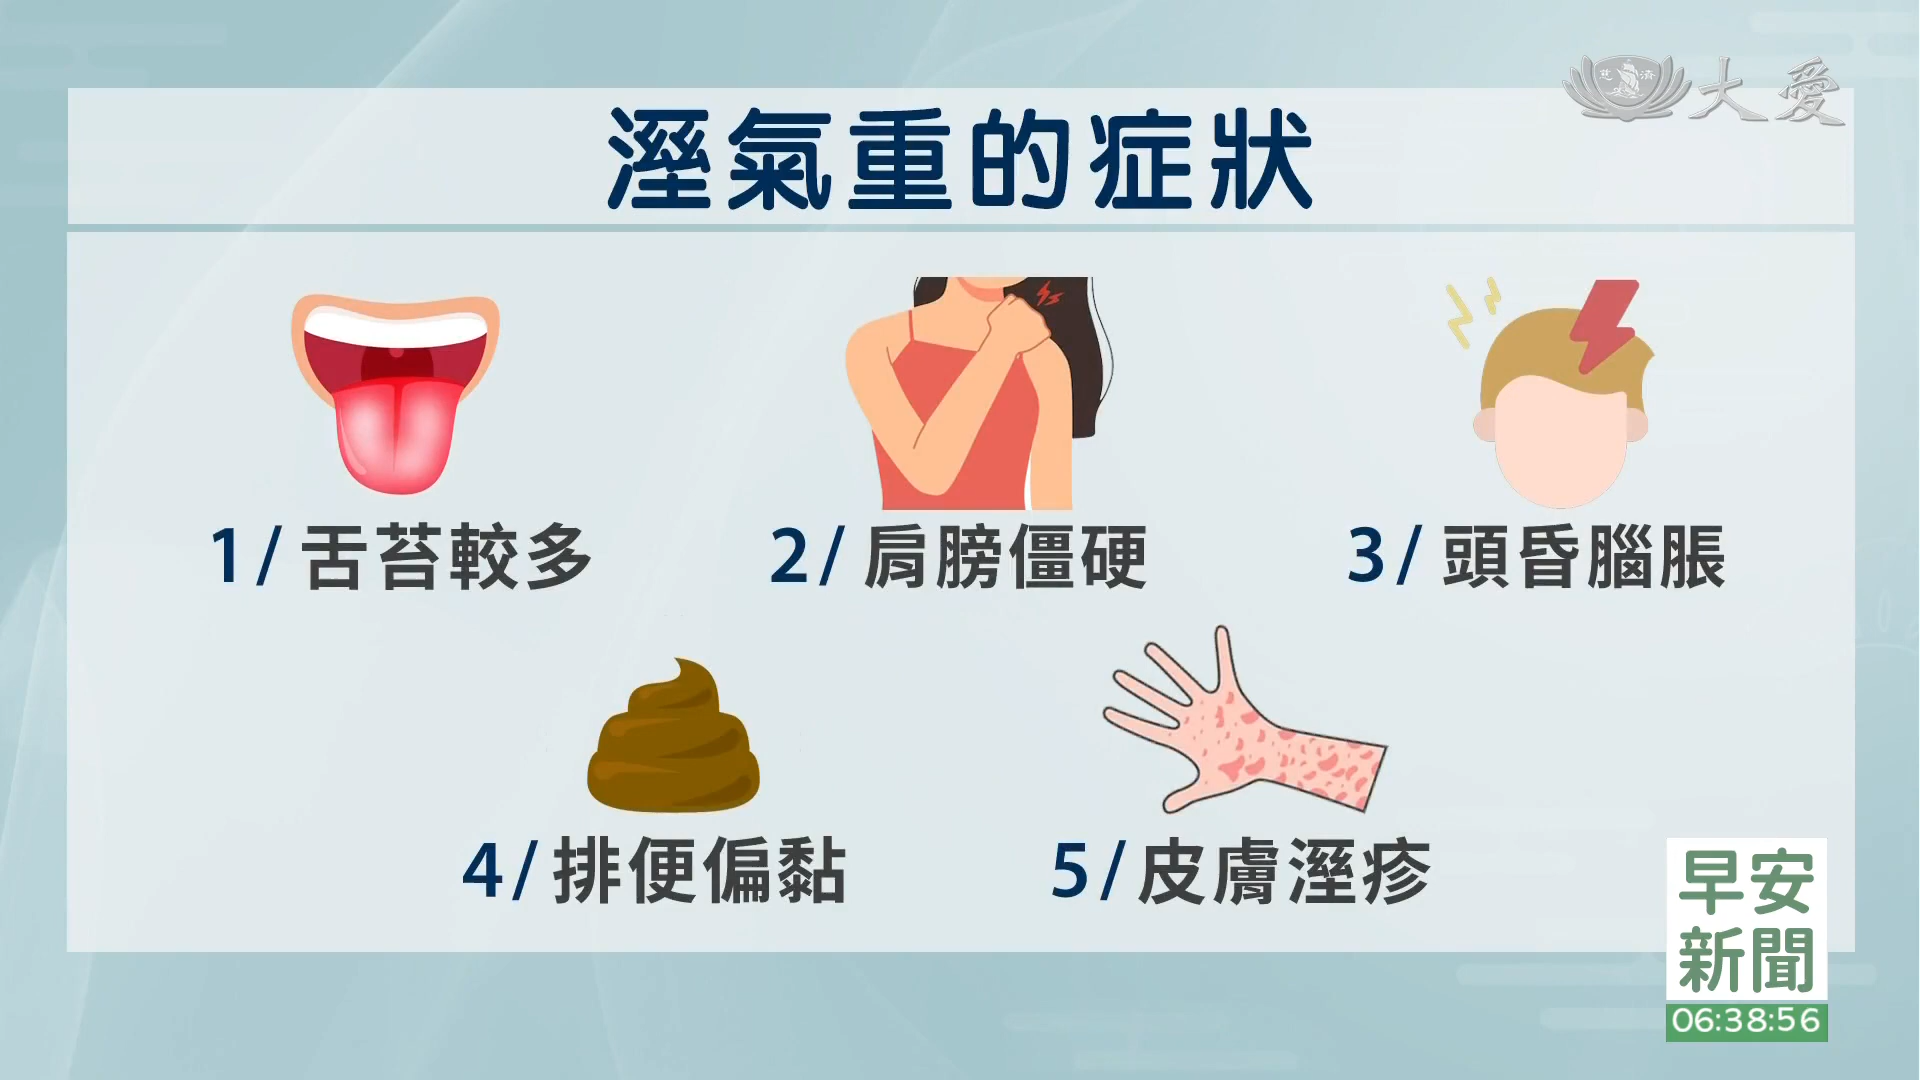 慈濟 大愛
溼氣重的症狀
1/ 舌苔較多
2/ 肩膀僵硬
3/ 頭昏腦脹
4/ 排便偏黏
5/ 皮膚溼疹
早安
新聞
06:38:56